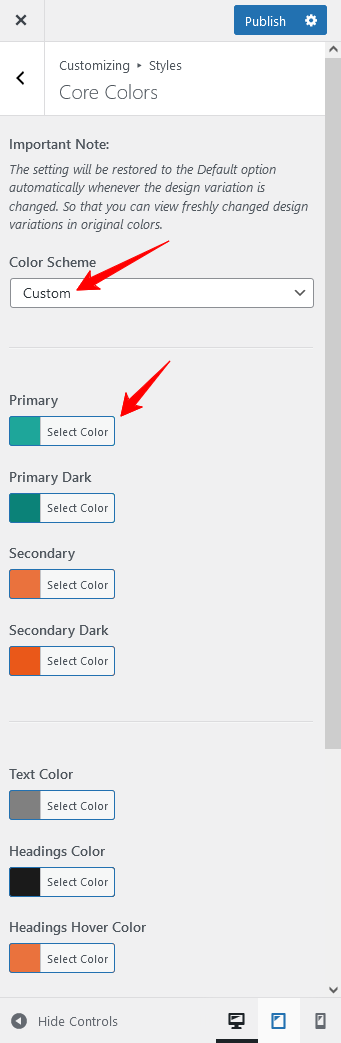 Publish
Customizing ▸ Styles
Core Colors
Important Note:
The setting will be restored to the Default option
automatically whenever the design variation is
changed. So that you can view freshly changed design
variations in original colors.
Color Scheme
Custom
Primary
Select Color
Primary Dark
Select Color
Secondary
Select Color
Secondary Dark
Select Color
Text Color
Select Color
Headings Color
Select Color
Headings Hover Color
Select Color
Hide Controls